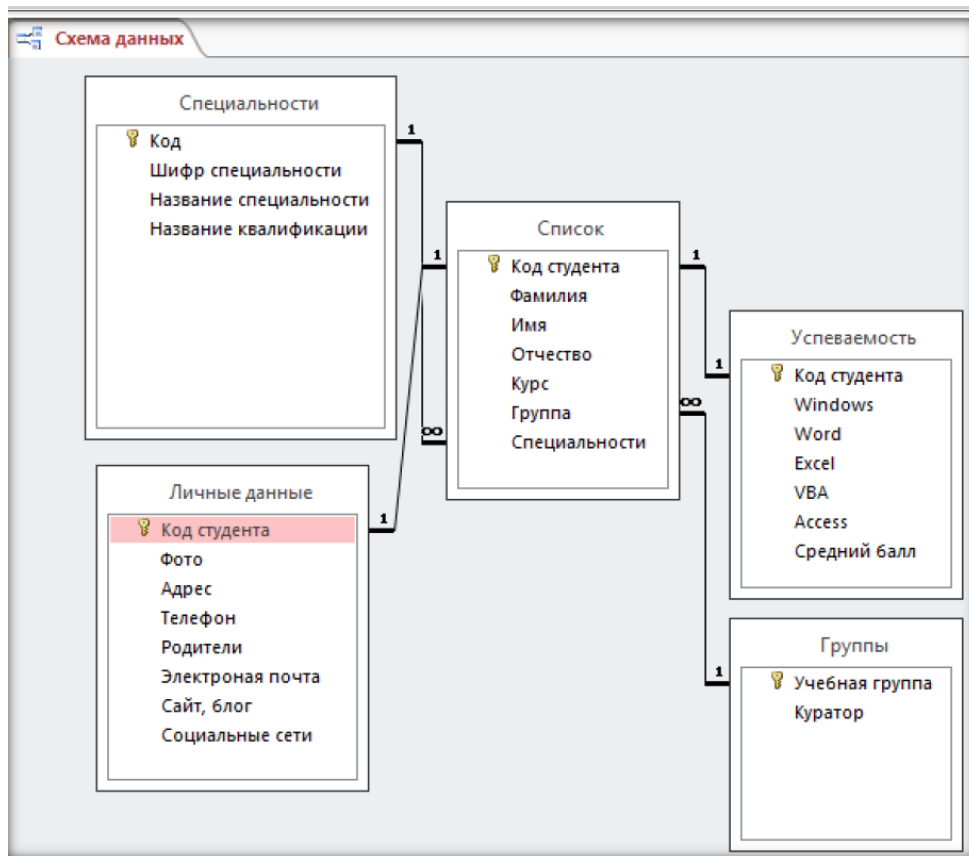 Схема данных
Специальности
Код
Шифр специальности
Название специальности
Название квалификации
1
∞
Личные данные
Код студента
Фото
Адрес
Телефон
Родители
Электроная почта
Сайт, блог
Социальные сети
1
1
Список
Код студента
Фамилия
Имя
Отчество
Курс
Группа
Специальности
1
∞
1
Успеваемость
Код студента
Windows
Word
Excel
VBA
Access
Средний балл
1
Группы
Учебная группа
Куратор